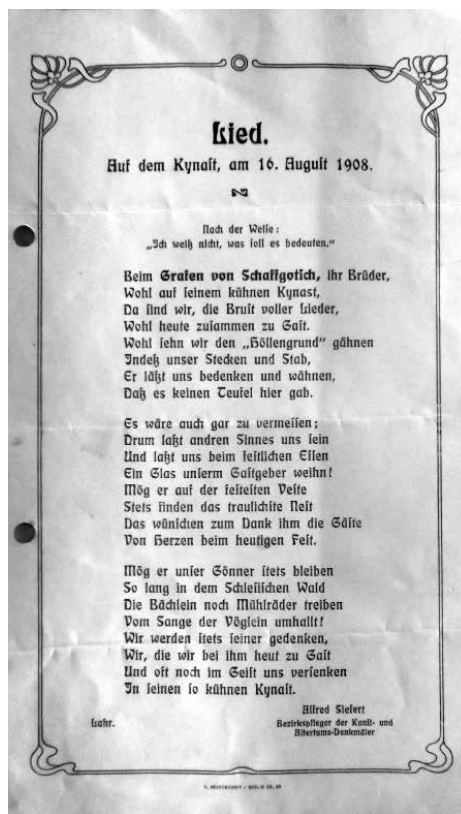 Lied.
Auf dem Kynast, am 16. August 1908.
Nach der Weise:
„Ich weiß nicht, was soll es bedeuten."
Beim Grafen von Schaffgotsch, ihr Brüder,
Wohl auf seinem kühnen Kynast,
Da sind wir, die Brust voller Lieder,
Wohl heute zusammen zu Gast.
Wohl sehn wir den „Höllengrund" gähnen
Indeß unser Stecken und Stab,
Er läßt uns bedenken und wähnen,
Daß es keinen Teufel hier gab.
Es wäre auch gar zu vermessen;
Drum laßt andren Sinnes uns sein
Und laßt uns beim festlichen Essen
Ein Glas unserm Gastgeber weihn!
Mög er auf der festesten Veste
Stets finden das traulichste Nest
Das wünschen zum Dank ihm die Gäste
Von Herzen beim heutigen Fest.
Mög er unser Gönner stets bleiben
So lang in dem Schlesischen Wald
Die Bächlein noch Mühlräder treiben
Vom Sange der Vöglein umhallt!
Wir werden stets seiner gedenken,
Wir, die wir bei ihm heut zu Gast
Und oft noch im Geist uns versenken
In seinen so kühnen Kynast.
Alfred Siefert
Lahr. Bezirkspfleger der Kunst- und
Altertums-Denkmäler